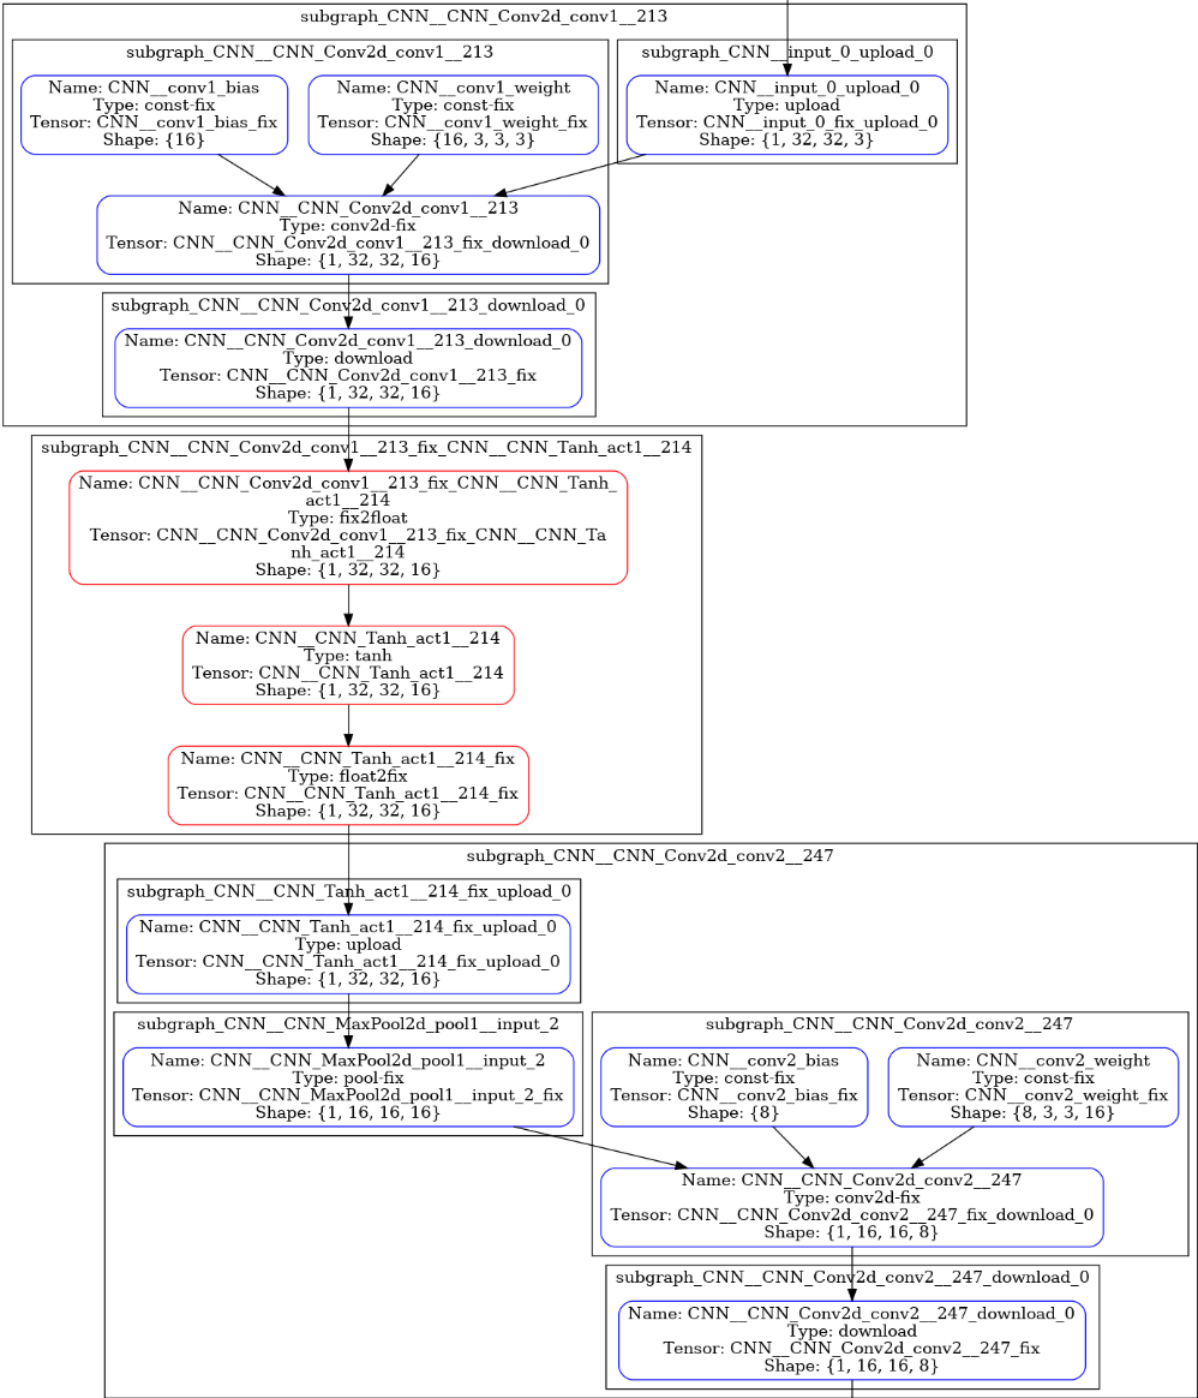 subgraph_CNN__CNN_Conv2d_conv1__213
subgraph_CNN__CNN_Conv2d_conv1__213
Name: CNN__conv1_bias
Type: const-fix
Tensor: CNN__conv1_bias_fix
Shape: {16}
Name: CNN__conv1_weight
Type: const-fix
Tensor: CNN__conv1_weight_fix
Shape: {16, 3, 3, 3}
subgraph_CNN__input_0_upload_0
Name: CNN__input_0_upload_0
Type: upload
Tensor: CNN__input_0_fix_upload_0
Shape: {1, 32, 32, 3}
Name: CNN__CNN_Conv2d_conv1__213
Type: conv2d-fix
Tensor: CNN__CNN_Conv2d_conv1__213_fix_download_0
Shape: {1, 32, 32, 16}
subgraph_CNN__CNN_Conv2d_conv1__213_download_0
Name: CNN__CNN_Conv2d_conv1__213_download_0
Type: download
Tensor: CNN__CNN_Conv2d_conv1__213_fix
Shape: {1, 32, 32, 16}
subgraph_CNN__CNN_Conv2d_conv1__213_fix_CNN__CNN_Tanh_act1__214
Name: CNN__CNN_Conv2d_conv1__213_fix_CNN__CNN_Tanh_
act1__214
Type: fix2float
Tensor: CNN__CNN_Conv2d_conv1__213_fix_CNN__CNN_Ta
nh_act1__214
Shape: {1, 32, 32, 16}
Name: CNN__CNN_Tanh_act1__214
Type: tanh
Tensor: CNN__CNN_Tanh_act1__214
Shape: {1, 32, 32, 16}
Name: CNN__CNN_Tanh_act1__214_fix
Type: float2fix
Tensor: CNN__CNN_Tanh_act1__214_fix
Shape: {1, 32, 32, 16}
subgraph_CNN__CNN_Conv2d_conv2__247
subgraph_CNN__CNN_Tanh_act1__214_fix_upload_0
Name: CNN__CNN_Tanh_act1__214_fix_upload_0
Type: upload
Tensor: CNN__CNN_Tanh_act1__214_fix_upload_0
Shape: {1, 32, 32, 16}
subgraph_CNN__CNN_MaxPool2d_pool1__input_2
Name: CNN__CNN_MaxPool2d_pool1__input_2
Type: pool-fix
Tensor: CNN__CNN_MaxPool2d_pool1__input_2_fix
Shape: {1, 16, 16, 16}
subgraph_CNN__CNN_Conv2d_conv2__247
Name: CNN__conv2_bias
Type: const-fix
Tensor: CNN__conv2_bias_fix
Shape: {8}
Name: CNN__conv2_weight
Type: const-fix
Tensor: CNN__conv2_weight_fix
Shape: {8, 3, 3, 16}
Name: CNN__CNN_Conv2d_conv2__247
Type: conv2d-fix
Tensor: CNN__CNN_Conv2d_conv2__247_fix_download_0
Shape: {1, 16, 16, 8}
subgraph_CNN__CNN_Conv2d_conv2__247_download_0
Name: CNN__CNN_Conv2d_conv2__247_download_0
Type: download
Tensor: CNN__CNN_Conv2d_conv2__247_fix
Shape: {1, 16, 16, 8}